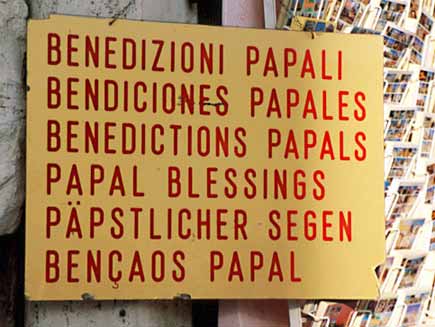 BENEDIZIONI PAPALI
BENDICIONES PAPALES
BENEDICTIONS PAPALS
PAPAL BLESSINGS
PÄPSTLICHER SEGEN
BENÇAOS PAPAL